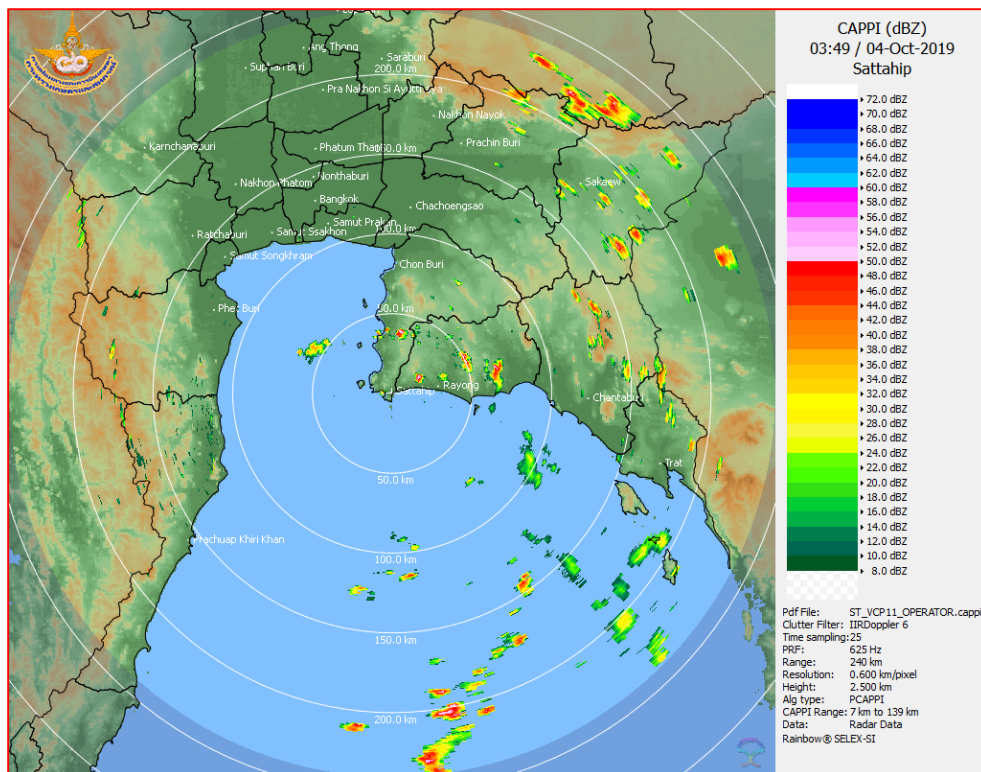 CAPPI (dBZ)
03:49 / 04-Oct-2019
Sattahip
72.0 dBZ
70.0 dBZ
68.0 dBZ
66.0 dBZ
64.0 dBZ
62.0 dBZ
60.0 dBZ
58.0 dBZ
56.0 dBZ
54.0 dBZ
52.0 dBZ
50.0 dBZ
48.0 dBZ
46.0 dBZ
44.0 dBZ
42.0 dBZ
40.0 dBZ
38.0 dBZ
36.0 dBZ
34.0 dBZ
32.0 dBZ
30.0 dBZ
28.0 dBZ
26.0 dBZ
24.0 dBZ
22.0 dBZ
20.0 dBZ
18.0 dBZ
16.0 dBZ
14.0 dBZ
12.0 dBZ
10.0 dBZ
8.0 dBZ
Pdf File: ST_VCP11_OPERATOR.cappi
Clutter Filter: IIRDoppler 6
Time sampling:25
PRF: 625 Hz
Range: 240 km
Resolution: 0.600 km/pixel
Height: 2.500 km
Alg type: PCAPPI
CAPPI Range: 7 km to 139 km
Data: Radar Data
Rainbow® SELEX-SI
Ang Thong
Saraburi
Suphan Buri
200.0 km
Pra Nakhon Si Ayutthaya
Nakhon Nayok
Karnchanaburi
Phatum Thani
Prachin Buri
Nonthaburi
Nakhon Phatom
Sakaew
Bangkok
Chachoengsao
Samut Prakan
Ratchaburi
Samut Ssakhon
Samut Songkhram
Chon Buri
Phet Buri
Sattahip
Rayong
Chantaburi
Trat
50.0 km
Prachuap Khiri Khan
100.0 km
150.0 km
200.0 km